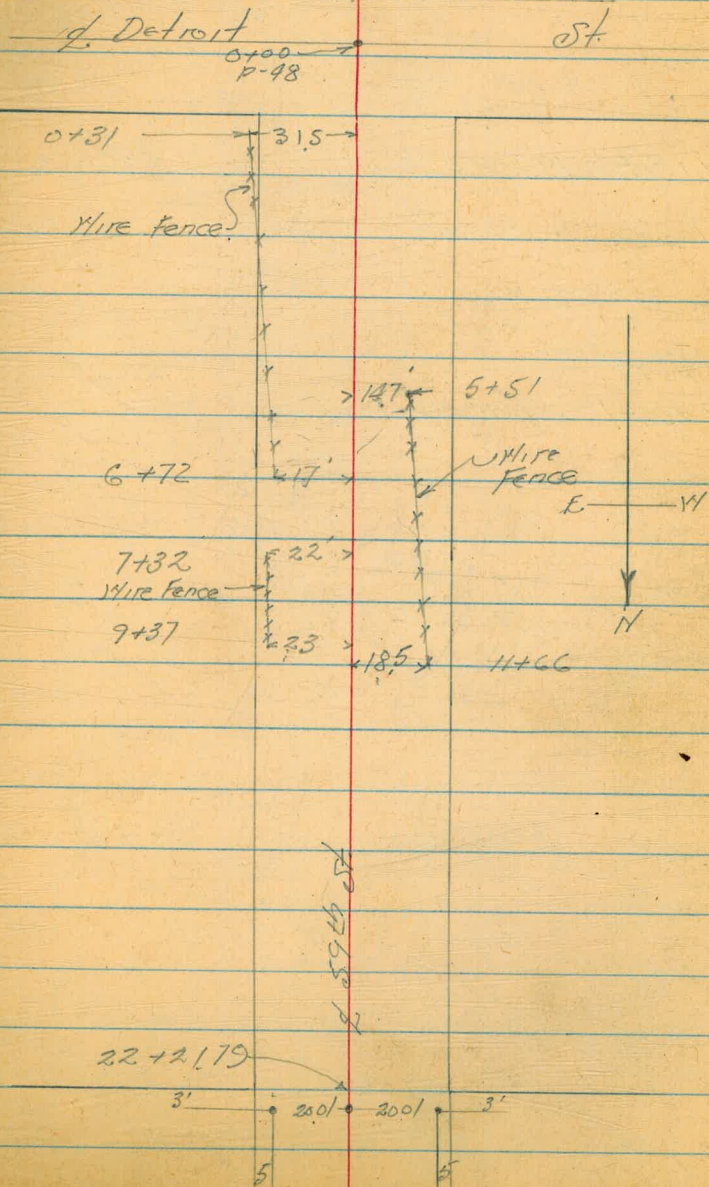 ℄ Detroit St.
0+00
P-48
0+31 31.5
Wire Fence
14.7' 5+51
6+72 17'
Wire
Fence
E W
7+32 22'
Wire Fence
9+37 23'
N
18.5' 11+66
℄ 59th St
22+21.79
3' 20.01 20.01 3'
5 5